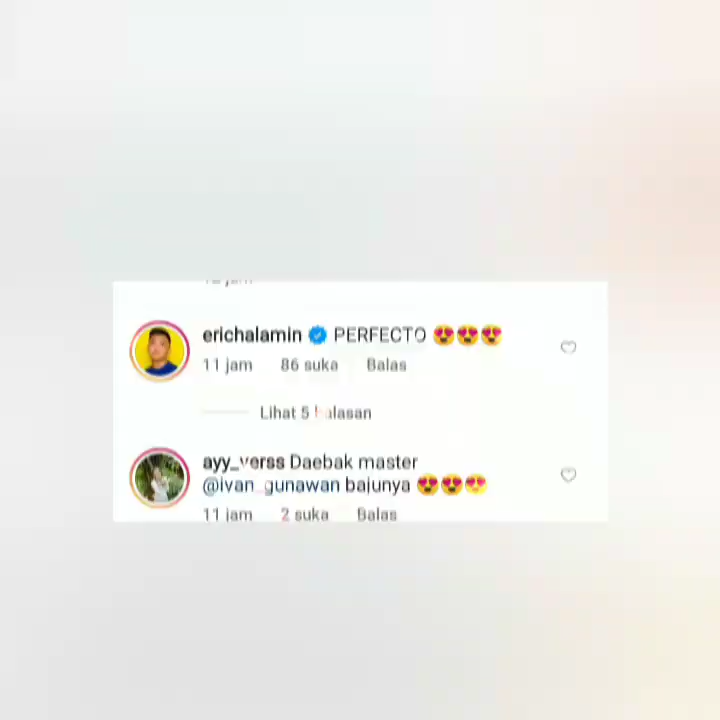 erichalamin PERFECTO 😍😍😍
11 jam 86 suka Balas
Lihat 5 balasan
ayy_verss Daebak master
@ivan_gunawan bajunya 😍😍😍
11 jam 2 suka Balas